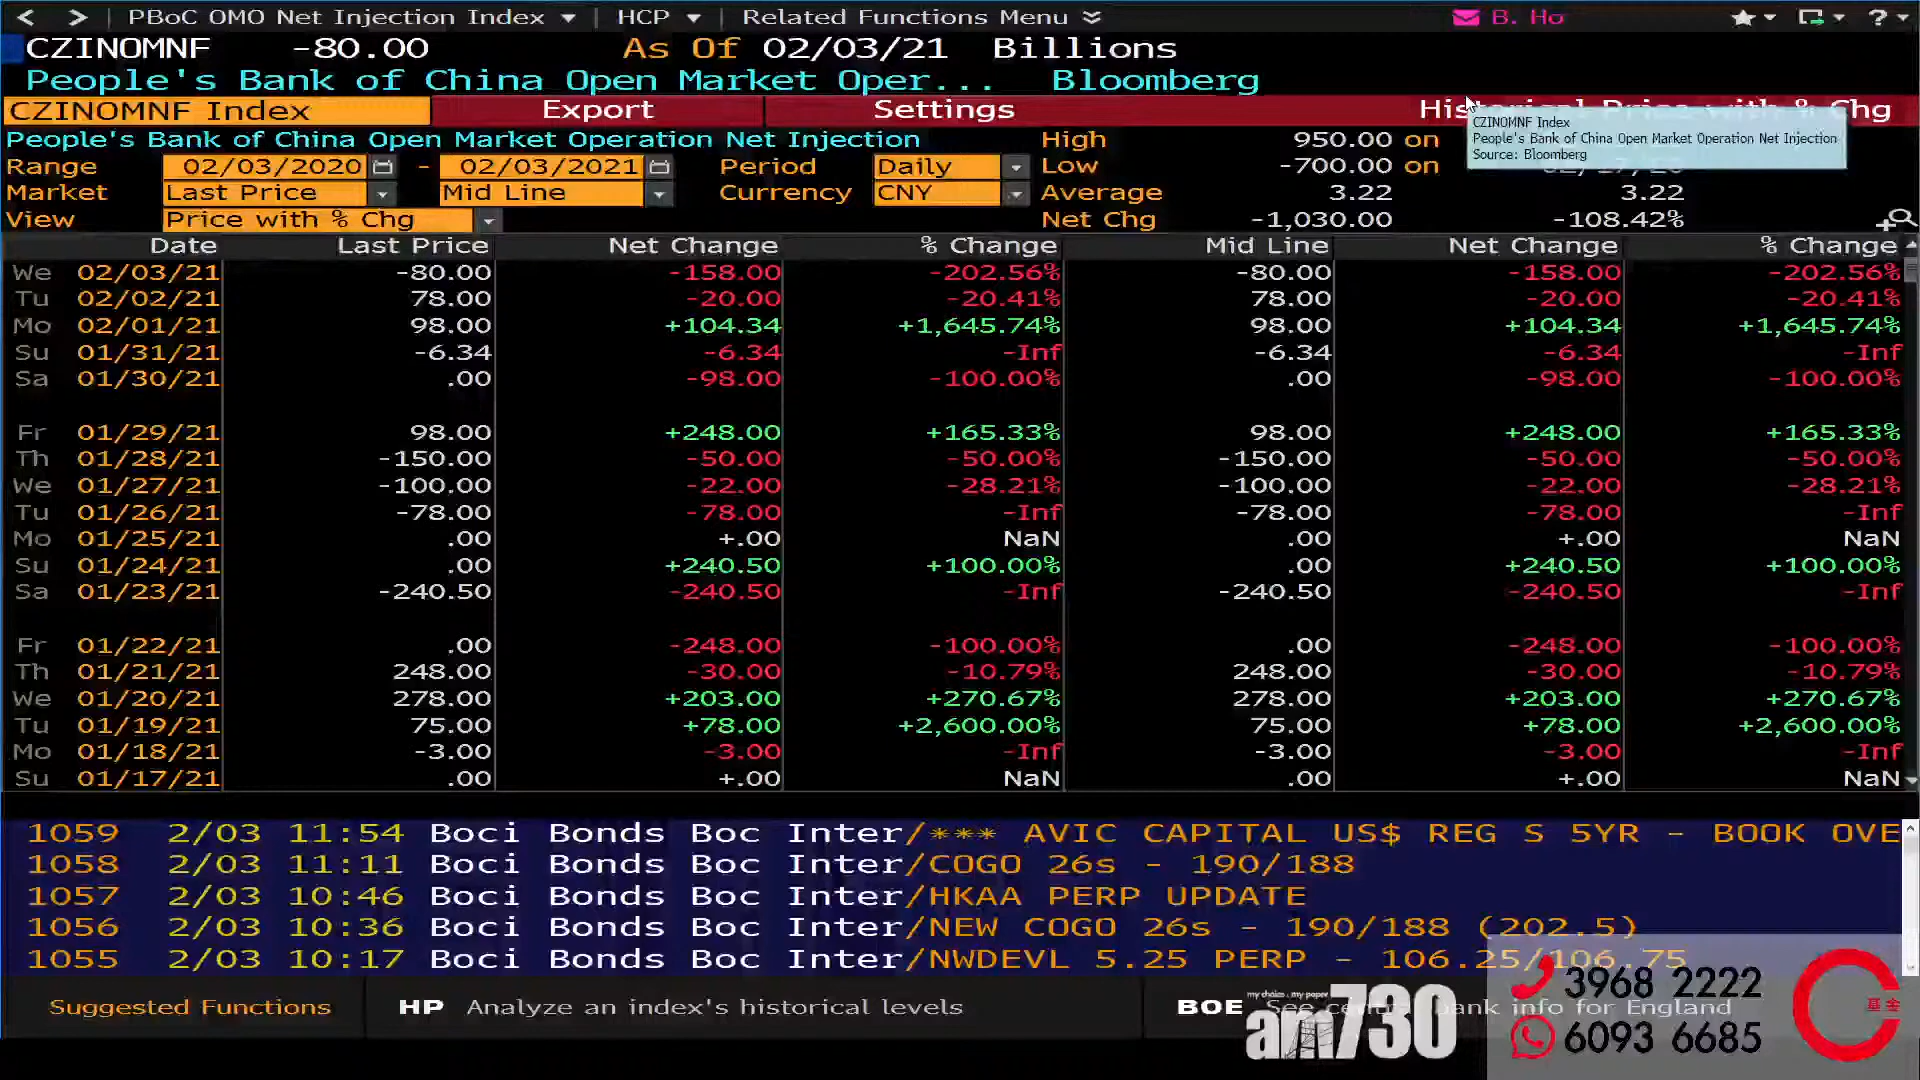 PBoC OMO Net Injection Index HCP Related Functions Menu B. Ho ?
CZINOMNF -80.00 As Of 02/03/21 Billions
People's Bank of China Open Market Oper... Bloomberg
CZINOMNF Index Export Settings Historical Price with % Chg
CZINOMNF Index
People's Bank of China Open Market Operation Net Injection
Source: Bloomberg
People's Bank of China Open Market Operation Net Injection High 950.00 on
Range 02/03/2020 - 02/03/2021 Period Daily Low -700.00 on
Market Last Price Mid Line Currency CNY Average 3.22 3.22
View Price with % Chg Net Chg -1,030.00 -108.42%
Date Last Price Net Change % Change Mid Line Net Change % Change
We 02/03/21 -80.00 -158.00 -202.56% -80.00 -158.00 -202.56%
Tu 02/02/21 78.00 -20.00 -20.41% 78.00 -20.00 -20.41%
Mo 02/01/21 98.00 +104.34 +1,645.74% 98.00 +104.34 +1,645.74%
Su 01/31/21 -6.34 -6.34 -Inf -6.34 -6.34 -Inf
Sa 01/30/21 .00 -98.00 -100.00% .00 -98.00 -100.00%
Fr 01/29/21 98.00 +248.00 +165.33% 98.00 +248.00 +165.33%
Th 01/28/21 -150.00 -50.00 -50.00% -150.00 -50.00 -50.00%
We 01/27/21 -100.00 -22.00 -28.21% -100.00 -22.00 -28.21%
Tu 01/26/21 -78.00 -78.00 -Inf -78.00 -78.00 -Inf
Mo 01/25/21 .00 +.00 NaN .00 +.00 NaN
Su 01/24/21 .00 +240.50 +100.00% .00 +240.50 +100.00%
Sa 01/23/21 -240.50 -240.50 -Inf -240.50 -240.50 -Inf
Fr 01/22/21 .00 -248.00 -100.00% .00 -248.00 -100.00%
Th 01/21/21 248.00 -30.00 -10.79% 248.00 -30.00 -10.79%
We 01/20/21 278.00 +203.00 +270.67% 278.00 +203.00 +270.67%
Tu 01/19/21 75.00 +78.00 +2,600.00% 75.00 +78.00 +2,600.00%
Mo 01/18/21 -3.00 -3.00 -Inf -3.00 -3.00 -Inf
Su 01/17/21 .00 +.00 NaN .00 +.00 NaN
1059 2/03 11:54 Boci Bonds Boc Inter/*** AVIC CAPITAL US$ REG S 5YR - BOOK OVE
1058 2/03 11:11 Boci Bonds Boc Inter/COGO 26s - 190/188
1057 2/03 10:46 Boci Bonds Boc Inter/HKAA PERP UPDATE
1056 2/03 10:36 Boci Bonds Boc Inter/NEW COGO 26s - 190/188 (202.5)
1055 2/03 10:17 Boci Bonds Boc Inter/NWDEVL 5.25 PERP - 106.25/106.75
Suggested Functions HP Analyze an index's historical levels BOE See central bank info for England
my choice . my paper
am730
3968 2222
6093 6685
基金